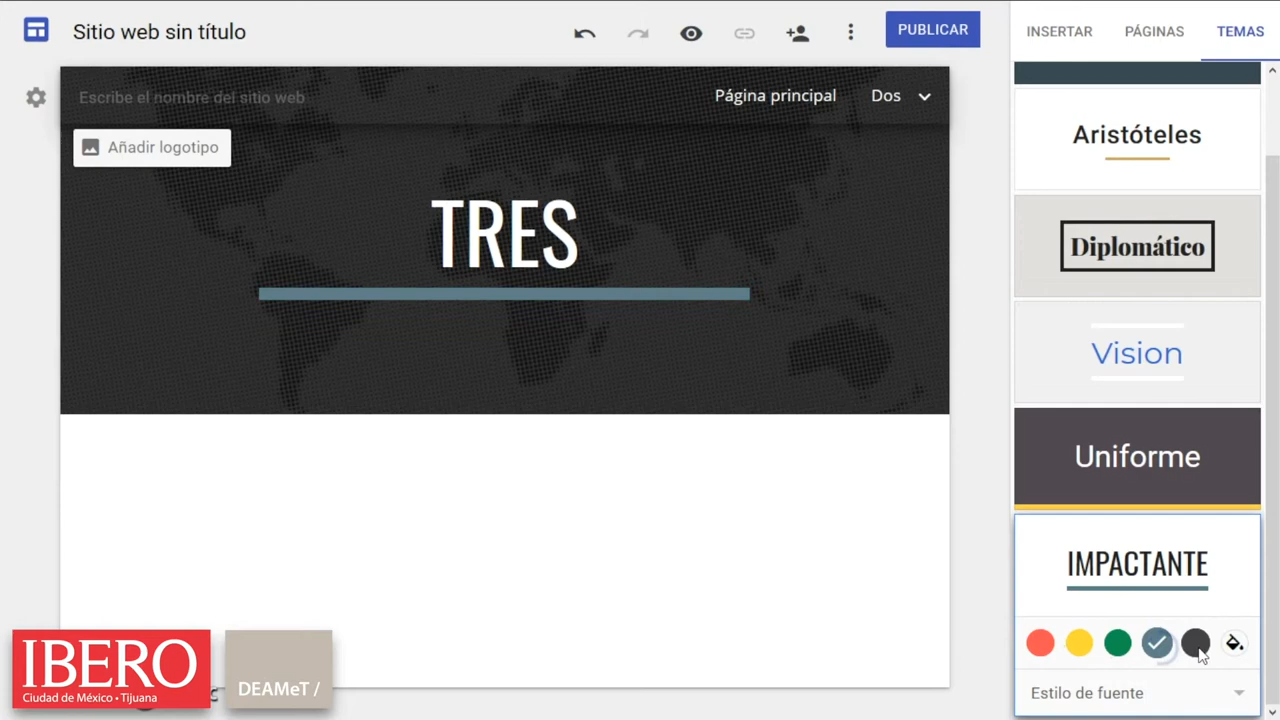 Sitio web sin título
PUBLICAR
INSERTAR
PÁGINAS
TEMAS
Escribe el nombre del sitio web
Página principal
Dos
Añadir logotipo
TRES
Aristóteles
Diplomático
Vision
Uniforme
IMPACTANTE
Estilo de fuente
IBERO
Ciudad de México • Tijuana
DEAMeT /